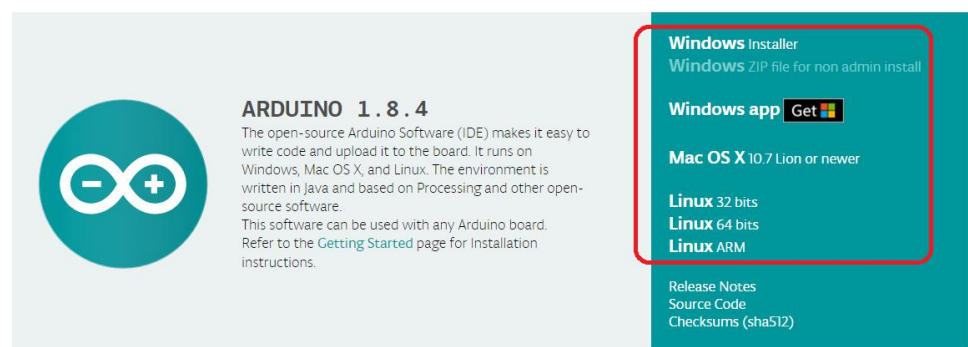 ARDUINO 1.8.4
The open-source Arduino Software (IDE) makes it easy to
write code and upload it to the board. It runs on
Windows, Mac OS X, and Linux. The environment is
written in Java and based on Processing and other open-
source software.
This software can be used with any Arduino board.
Refer to the Getting Started page for Installation
instructions.
Windows Installer
Windows ZIP file for non admin install
Windows app Get
Mac OS X 10.7 Lion or newer
Linux 32 bits
Linux 64 bits
Linux ARM
Release Notes
Source Code
Checksums (sha512)